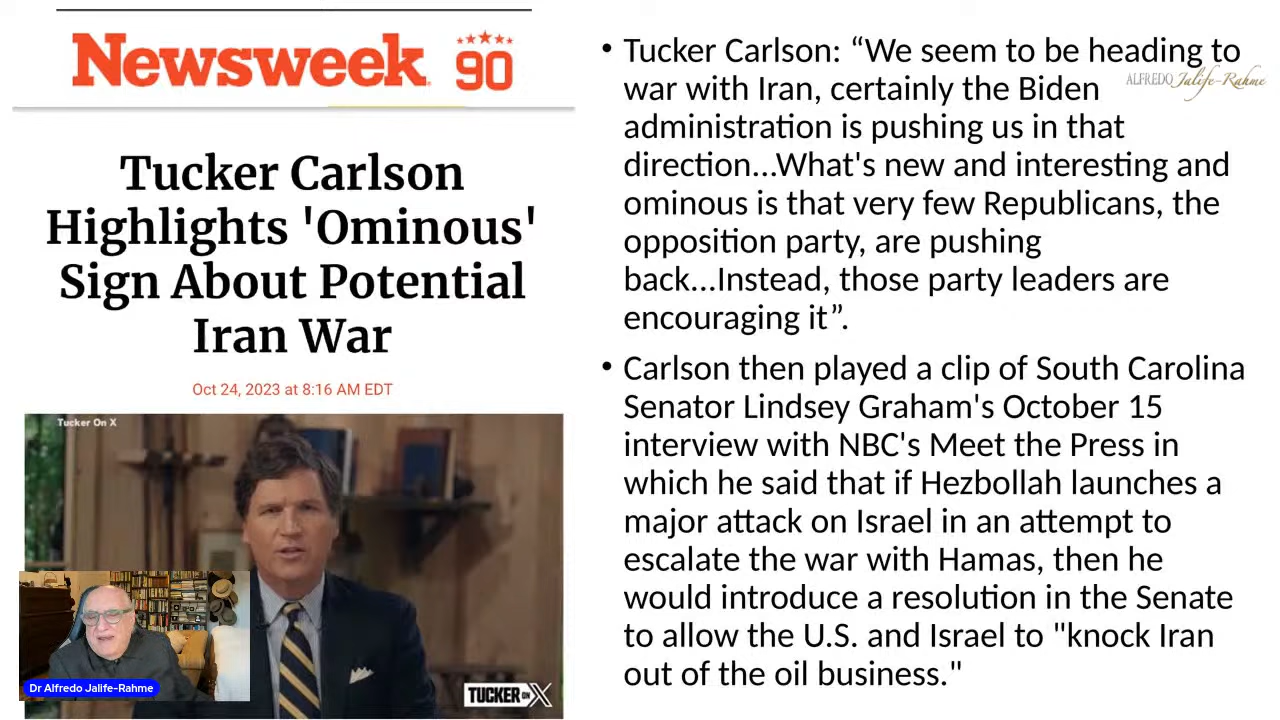 Newsweek 90
Tucker Carlson
Highlights 'Ominous'
Sign About Potential
Iran War
Oct 24, 2023 at 8:16 AM EDT
Tucker On X
TUCKER ON X
Dr Alfredo Jalife-Rahme
• Tucker Carlson: “We seem to be heading to
war with Iran, certainly the Biden
administration is pushing us in that
direction...What's new and interesting and
ominous is that very few Republicans, the
opposition party, are pushing
back...Instead, those party leaders are
encouraging it”.
• Carlson then played a clip of South Carolina
Senator Lindsey Graham's October 15
interview with NBC's Meet the Press in
which he said that if Hezbollah launches a
major attack on Israel in an attempt to
escalate the war with Hamas, then he
would introduce a resolution in the Senate
to allow the U.S. and Israel to "knock Iran
out of the oil business."
ALFREDO Jalife-Rahme